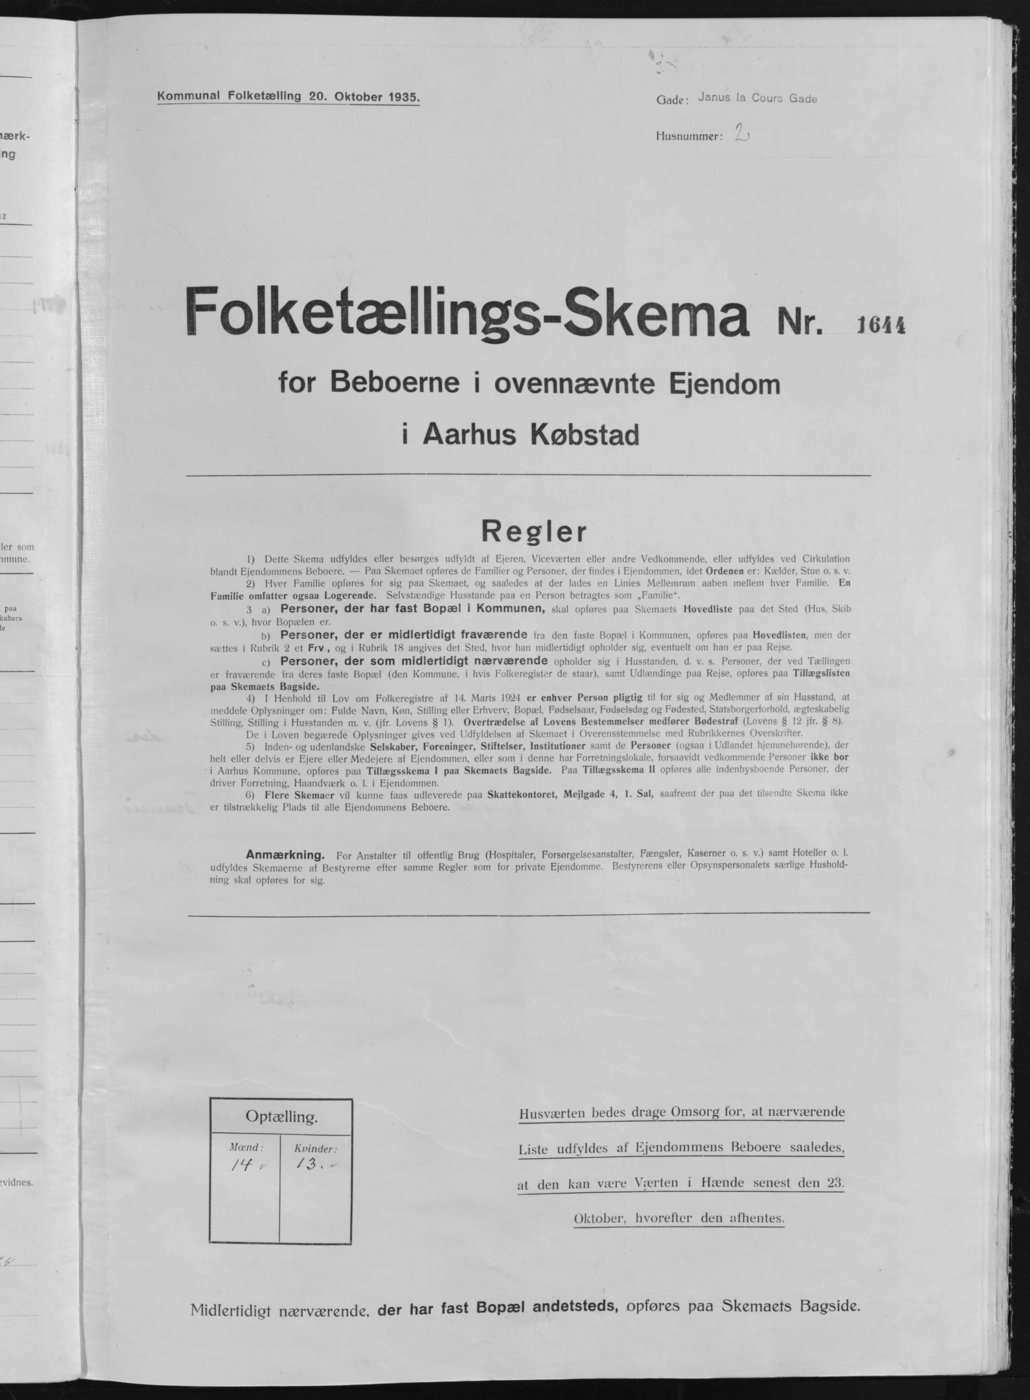 Kommunal Folketælling 20. Oktober 1935.
Gade: Janus la Cours Gade
Husnummer: 2
Folketællings-Skema Nr. 1644
for Beboerne i ovennævnte Ejendom
i Aarhus Købstad
Regler
1) Dette Skema udfyldes eller besørges udfyldt af Ejeren, Viceværten eller andre Vedkommende, eller udfyldes ved Cirkulation
blandt Ejendommens Beboere. — Paa Skemaet opføres de Familier og Personer, der findes i Ejendommen, idet Ordenen er: Kælder, Stue o. s. v.
2) Hver Familie opføres for sig paa Skemaet, og saaledes at der lades en Linies Mellemrum aaben mellem hver Familie. En
Familie omfatter ogsaa Logerende. Selvstændige Husstande paa en Person betragtes som „Familie“.
3 a) Personer, der har fast Bopæl i Kommunen, skal opføres paa Skemaets Hovedliste paa det Sted (Hus, Skib
o. s. v.), hvor Bopælen er.
b) Personer, der er midlertidigt fraværende fra den faste Bopæl i Kommunen, opføres paa Hovedlisten, men der
sættes i Rubrik 2 et Frv., og i Rubrik 18 angives det Sted, hvor han midlertidigt opholder sig, eventuelt om han er paa Rejse.
c) Personer, der som midlertidigt nærværende opholder sig i Husstanden, d. v. s. Personer, der ved Tællingen
er fraværende fra deres faste Bopæl (den Kommune, i hvis Folkeregister de staar), samt Udlændinge paa Rejse, opføres paa Tillægslisten
paa Skemaets Bagside.
4) I Henhold til Lov om Folkeregistre af 14. Marts 1924 er enhver Person pligtig til for sig og Medlemmer af sin Husstand, at
meddele Oplysninger om: Fulde Navn, Køn, Stilling eller Erhverv, Bopæl, Fødselsaar, Fødselsdag og Fødested, Statsborgerforhold, ægteskabelig
Stilling, Stilling i Husstanden m. v. (jfr. Lovens § 1). Overtrædelse af Lovens Bestemmelser medfører Bødestraf (Lovens § 12 jfr. § 8).
De i Loven begærede Oplysninger gives ved Udfyldelsen af Skemaet i Overensstemmelse med Rubrikkernes Overskrifter.
5) Inden- og udenlandske Selskaber, Foreninger, Stiftelser, Institutioner samt de Personer (ogsaa i Udlandet hjemmehørende), der
helt eller delvis er Ejere eller Medejere af Ejendommen, eller som i denne har Forretningslokale, forsaavidt vedkommende Personer ikke bor
i Aarhus Kommune, opføres paa Tillægsskema I paa Skemaets Bagside. Paa Tillægsskema II opføres alle indenbysboende Personer, der
driver Forretning, Haandværk o. l. i Ejendommen.
6) Flere Skemaer vil kunne faas udleverede paa Skattekontoret, Mejlgade 4, 1. Sal, saafremt der paa det tilsendte Skema ikke
er tilstrækkelig Plads til alle Ejendommens Beboere.
Anmærkning. For Anstalter til offentlig Brug (Hospitaler, Forsørgelsesanstalter, Fængsler, Kaserner o. s. v.) samt Hoteller o. l.
udfyldes Skemaerne af Bestyrerne efter samme Regler som for private Ejendomme. Bestyrerens eller Opsynspersonalets særlige Hushold-
ning skal opføres for sig.
Optælling.
Mænd: Kvinder:
14 13.
Husværten bedes drage Omsorg for, at nærværende
Liste udfyldes af Ejendommens Beboere saaledes,
at den kan være Værten i Hænde senest den 23.
Oktober, hvorefter den afhentes.
Midlertidigt nærværende, der har fast Bopæl andetsteds, opføres paa Skemaets Bagside.